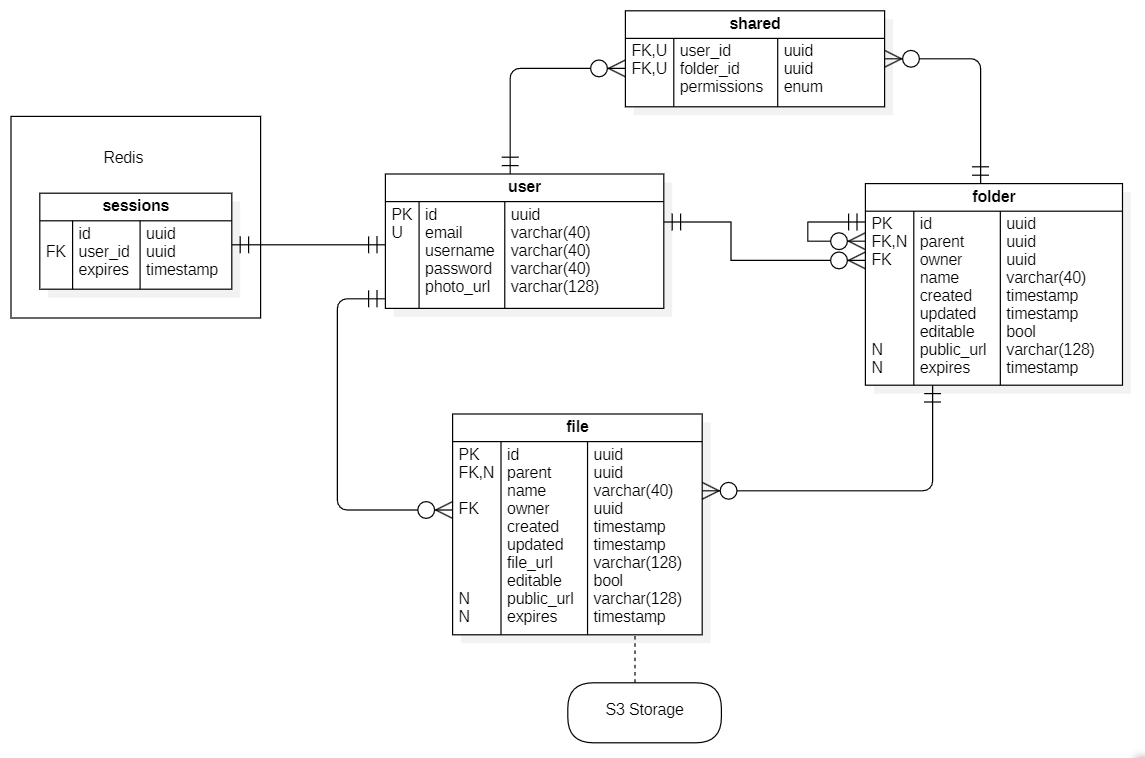 shared
FK,U user_id uuid
FK,U folder_id uuid
permissions enum
Redis
sessions
id uuid
FK user_id uuid
expires timestamp
user
PK id uuid
U email varchar(40)
username varchar(40)
password varchar(40)
photo_url varchar(128)
folder
PK id uuid
FK,N parent uuid
FK owner uuid
name varchar(40)
created timestamp
updated timestamp
editable bool
N public_url varchar(128)
N expires timestamp
file
PK id uuid
FK,N parent uuid
name varchar(40)
FK owner uuid
created timestamp
updated timestamp
file_url varchar(128)
editable bool
N public_url varchar(128)
N expires timestamp
S3 Storage